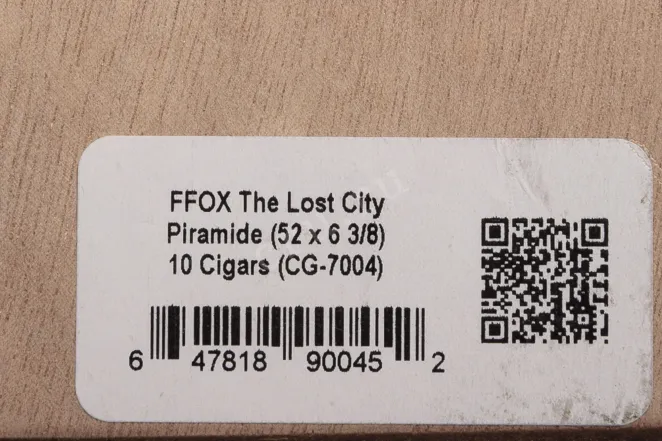 FFOX The Lost City
Piramide (52 x 6 3/8)
10 Cigars (CG-7004)
6 47818 90045 2